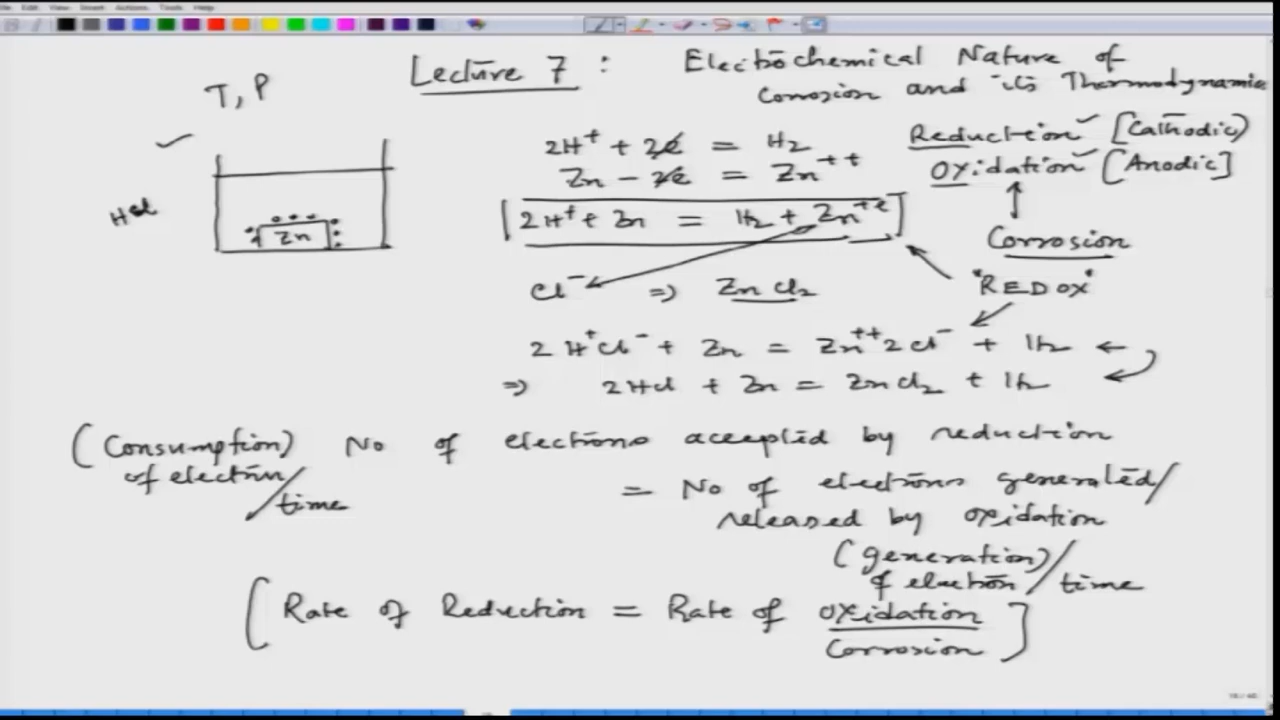 Lecture 7 : Electrochemical Nature of
Corrosion and its Thermodynamics
T, P
2H⁺ + 2e = H₂ Reduction [Cathodic)
Zn - 2e = Zn⁺⁺ Oxidation [Anodic]
HCl
Zn
[2H⁺ + Zn = H₂ + Zn⁺⁺]
Corrosion
Cl⁻ ⇒ ZnCl₂ "REDOX"
2H⁺Cl⁻ + Zn = Zn⁺⁺2Cl⁻ + H₂ ←
⇒ 2HCl + Zn = ZnCl₂ + H₂
(Consumption) No of electrons accepted by reduction
of electron/time = No of electrons generated/
released by oxidation
(generation)
of electron/time
[Rate of Reduction = Rate of Oxidation
Corrosion]